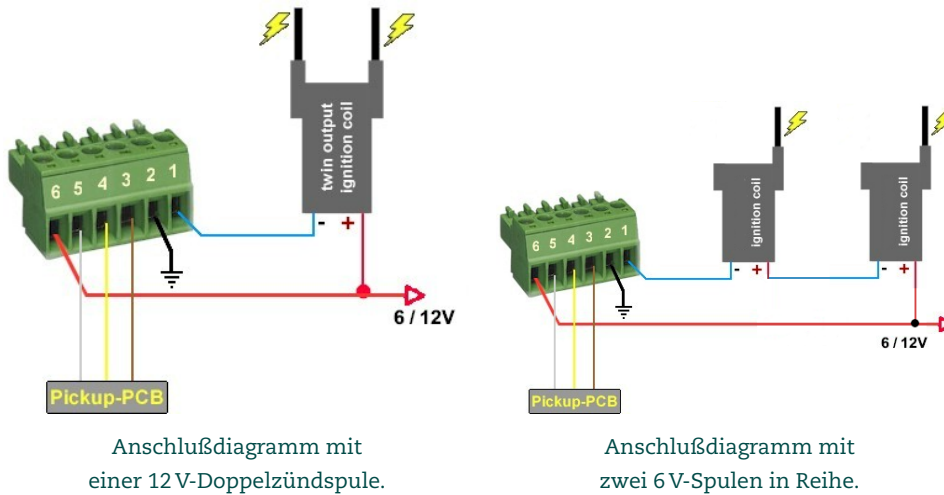 twin output
ignition coil
- +
6 5 4 3 2 1
6 / 12V
Pickup-PCB
Anschlußdiagramm mit
einer 12 V-Doppelzündspule.
ignition coil
- +
ignition coil
- +
6 5 4 3 2 1
6 / 12V
Pickup-PCB
Anschlußdiagramm mit
zwei 6 V-Spulen in Reihe.